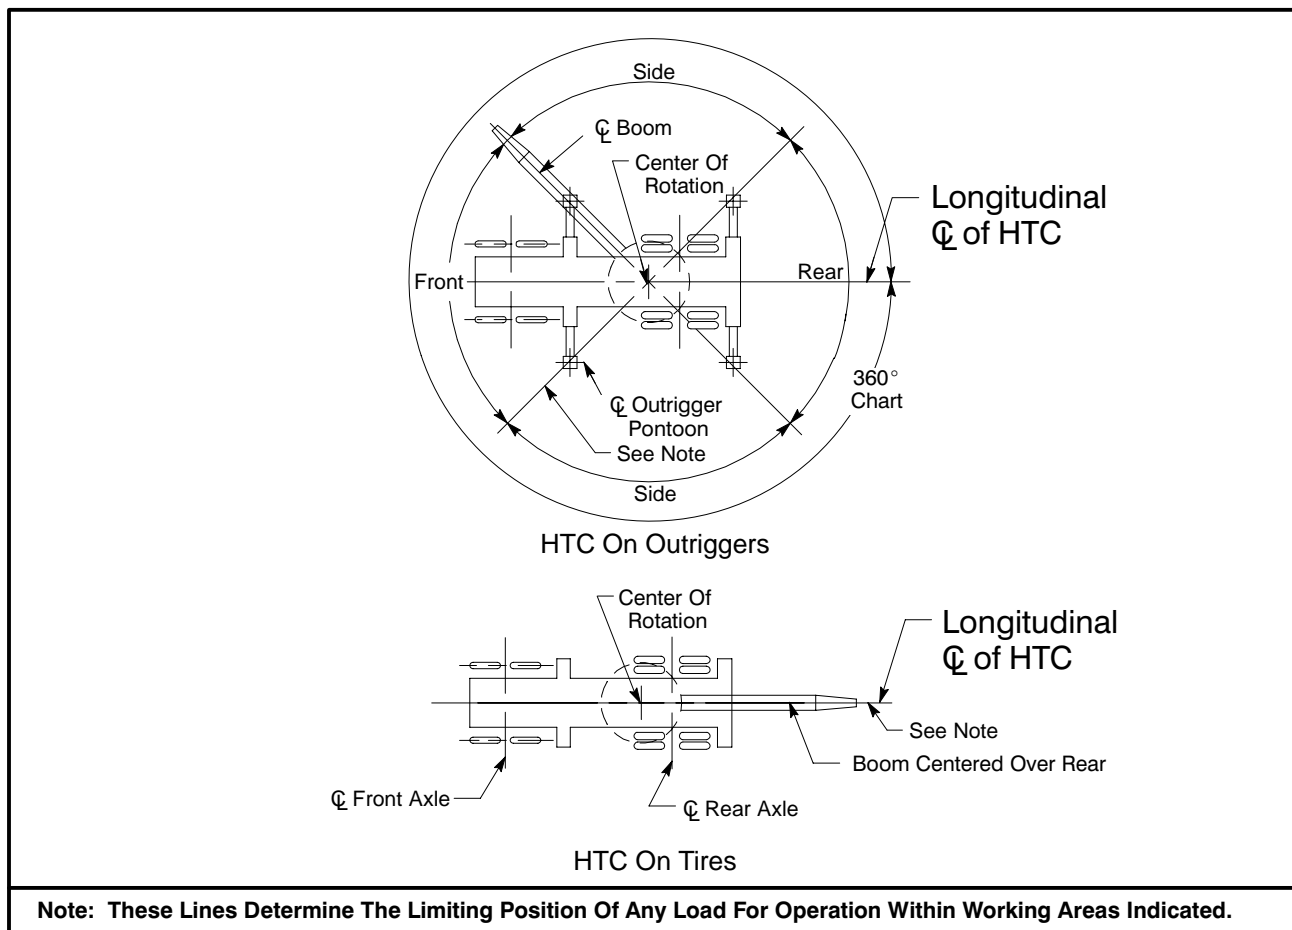 Side
℄ Boom
Center Of
Rotation
Longitudinal
℄ of HTC
Front
Rear
360°
Chart
℄ Outrigger
Pontoon
See Note
Side
HTC On Outriggers
Center Of
Rotation
Longitudinal
℄ of HTC
See Note
Boom Centered Over Rear
℄ Front Axle
℄ Rear Axle
HTC On Tires
Note: These Lines Determine The Limiting Position Of Any Load For Operation Within Working Areas Indicated.